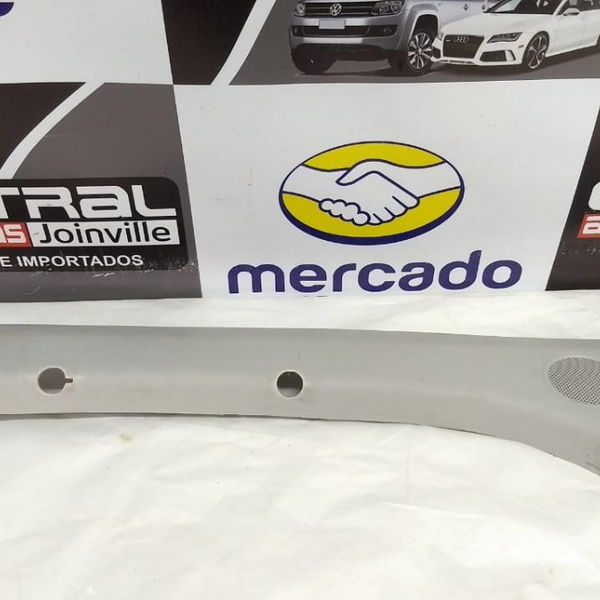 TRAL
Joinville
E IMPORTADOS
mercado